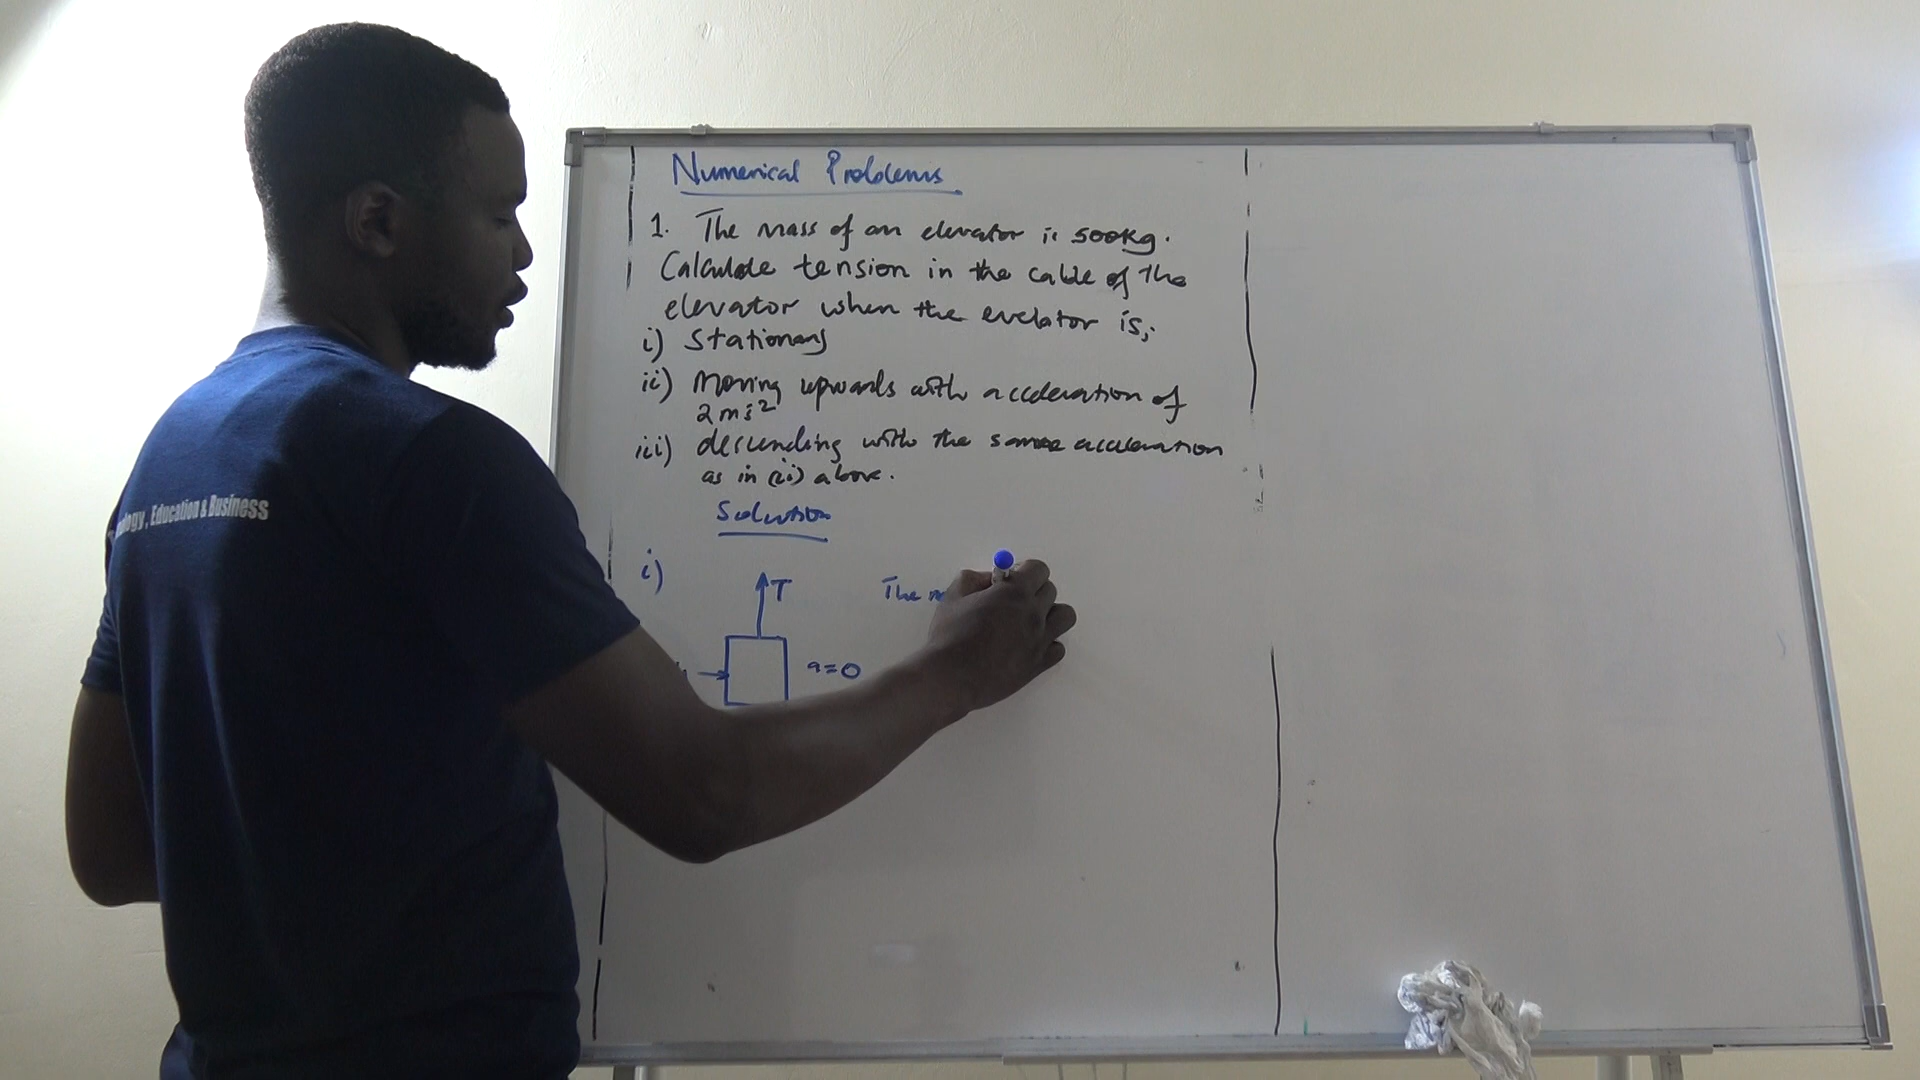 Numerical Problems
1. The mass of an elevator is 500kg.
Calculate tension in the cable of the
elevator when the evelator is;
i) Stationary
ii) Moving upwards with acceleration of
2ms⁻²
iii) descending with the same acceleration
as in (ii) above.
Solution
i)
T
The
a=0
, Education & Business